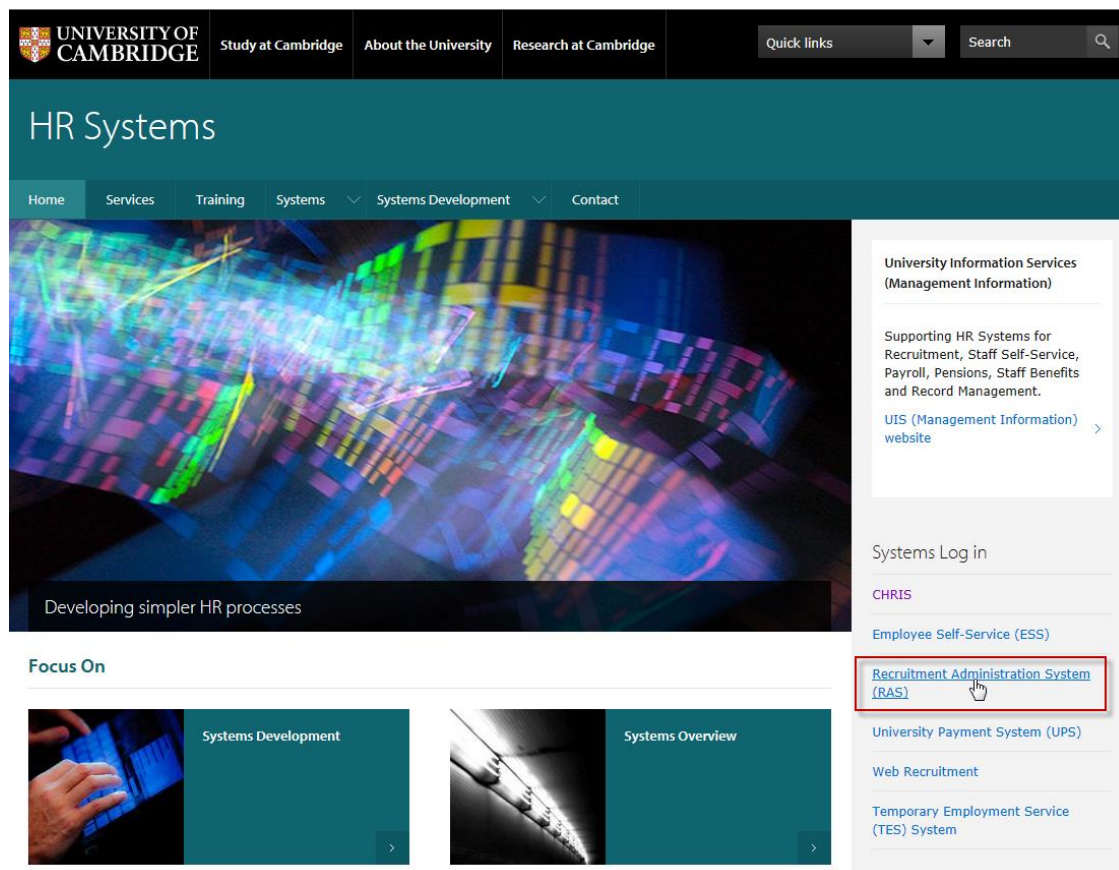 UNIVERSITY OF
CAMBRIDGE
Study at Cambridge
About the University
Research at Cambridge
Quick links
Search
HR Systems
Home
Services
Training
Systems
Systems Development
Contact
University Information Services
(Management Information)
Supporting HR Systems for
Recruitment, Staff Self-Service,
Payroll, Pensions, Staff Benefits
and Record Management.
UIS (Management Information)
website
Developing simpler HR processes
Systems Log in
CHRIS
Employee Self-Service (ESS)
Recruitment Administration System
(RAS)
University Payment System (UPS)
Web Recruitment
Temporary Employment Service
(TES) System
Focus On
Systems Development
Systems Overview